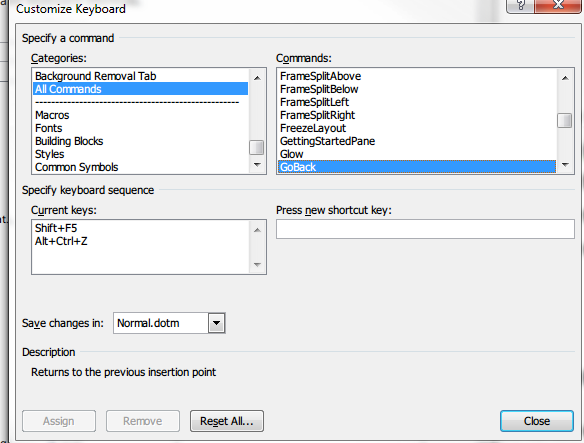 Customize Keyboard
?
Specify a command
Categories:
Commands:
Background Removal Tab
All Commands
Macros
Fonts
Building Blocks
Styles
Common Symbols
FrameSplitAbove
FrameSplitBelow
FrameSplitLeft
FrameSplitRight
FreezeLayout
GettingStartedPane
Glow
GoBack
Specify keyboard sequence
Current keys:
Press new shortcut key:
Shift+F5
Alt+Ctrl+Z
Save changes in: Normal.dotm
Description
Returns to the previous insertion point
Assign Remove Reset All... Close